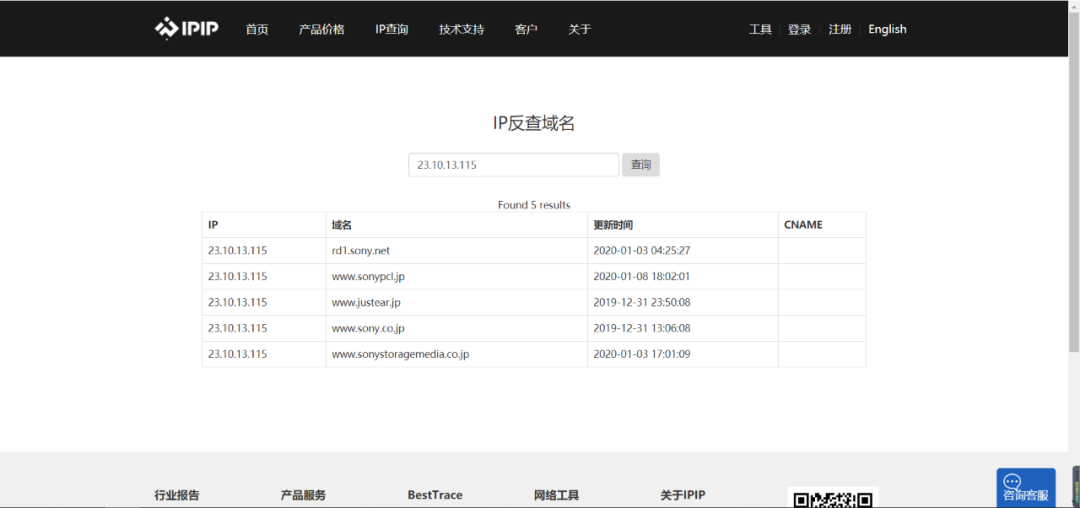 IPIP 首页 产品价格 IP查询 技术支持 客户 关于 工具 登录 / 注册 English
IP反查域名
23.10.13.115 查询
Found 5 results
IP 域名 更新时间 CNAME
23.10.13.115 rd1.sony.net 2020-01-03 04:25:27
23.10.13.115 www.sonypcl.jp 2020-01-08 18:02:01
23.10.13.115 www.justear.jp 2019-12-31 23:50:08
23.10.13.115 www.sony.co.jp 2019-12-31 13:06:08
23.10.13.115 www.sonystoragemedia.co.jp 2020-01-03 17:01:09
行业报告 产品服务 BestTrace 网络工具 关于IPIP
咨询客服